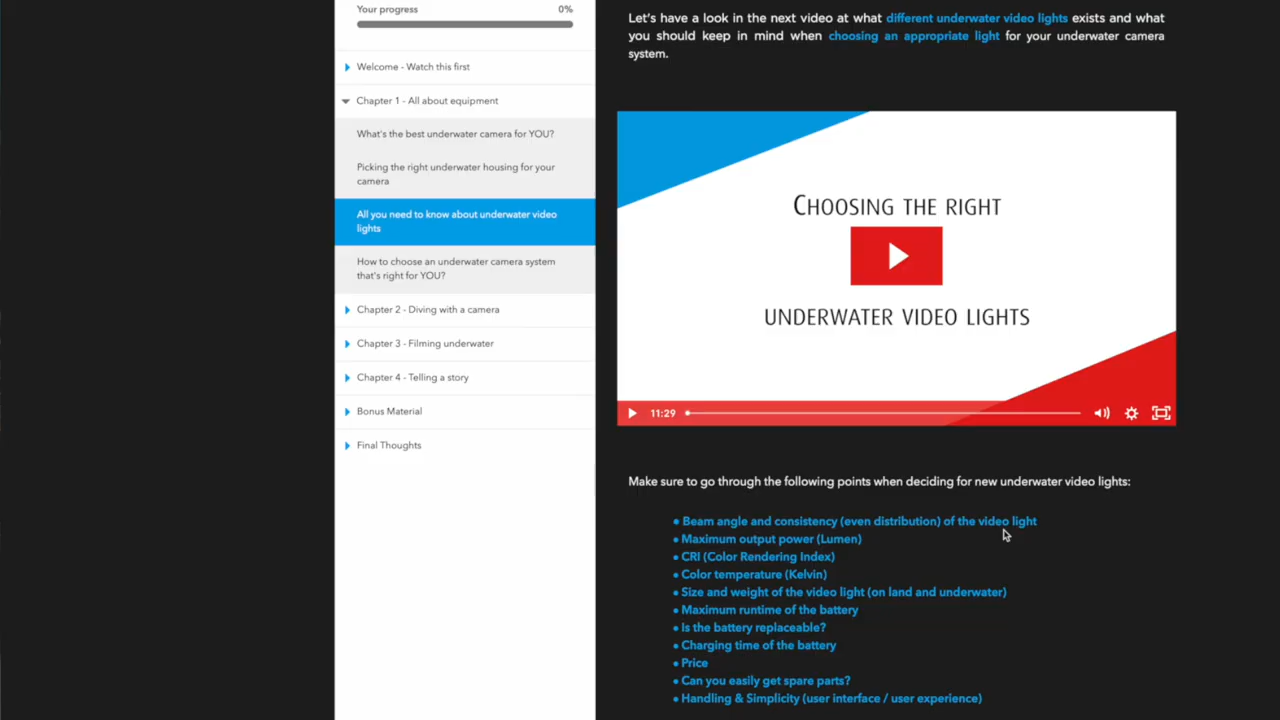 Your progress 0%
Welcome - Watch this first
Chapter 1 - All about equipment
What's the best underwater camera for YOU?
Picking the right underwater housing for your
camera
All you need to know about underwater video
lights
How to choose an underwater camera system
that's right for YOU?
Chapter 2 - Diving with a camera
Chapter 3 - Filming underwater
Chapter 4 - Telling a story
Bonus Material
Final Thoughts
Let's have a look in the next video at what different underwater video lights exists and what
you should keep in mind when choosing an appropriate light for your underwater camera
system.
CHOOSING THE RIGHT
UNDERWATER VIDEO LIGHTS
11:29
Make sure to go through the following points when deciding for new underwater video lights:
• Beam angle and consistency (even distribution) of the video light
• Maximum output power (Lumen)
• CRI (Color Rendering Index)
• Color temperature (Kelvin)
• Size and weight of the video light (on land and underwater)
• Maximum runtime of the battery
• Is the battery replaceable?
• Charging time of the battery
• Price
• Can you easily get spare parts?
• Handling & Simplicity (user interface / user experience)